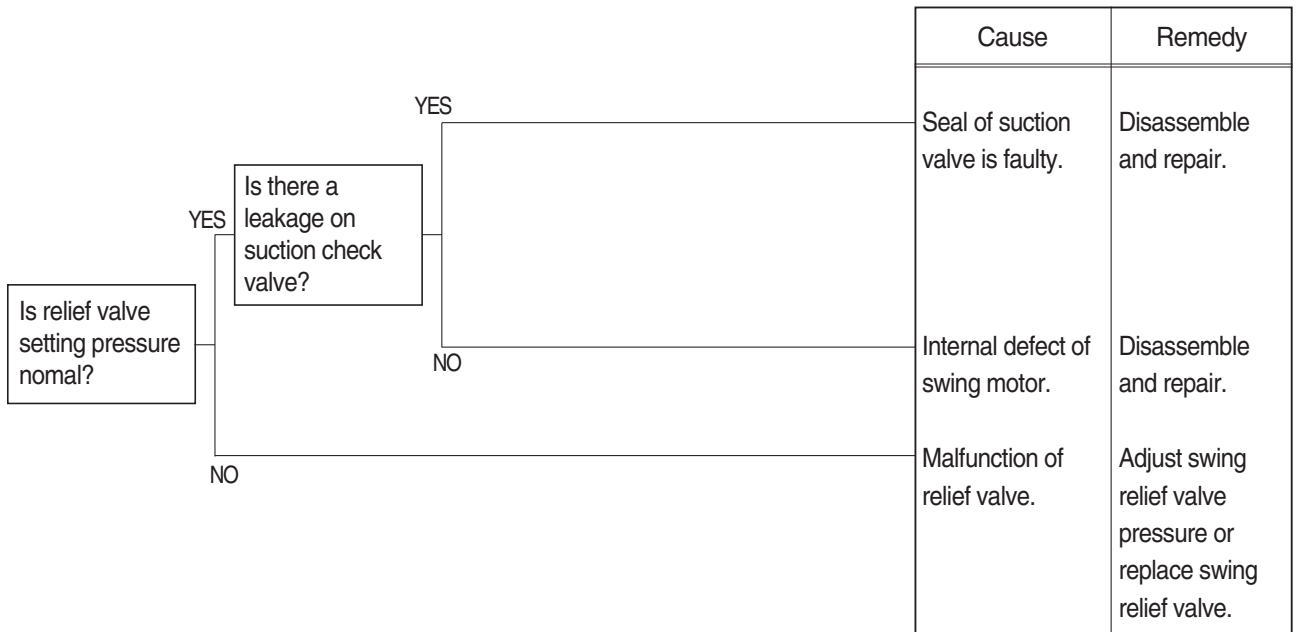 Cause
Remedy
YES
Seal of suction
valve is faulty.
Disassemble
and repair.
Is there a
leakage on
suction check
valve?
YES
Is relief valve
setting pressure
nomal?
NO
Internal defect of
swing motor.
Disassemble
and repair.
NO
Malfunction of
relief valve.
Adjust swing
relief valve
pressure or
replace swing
relief valve.